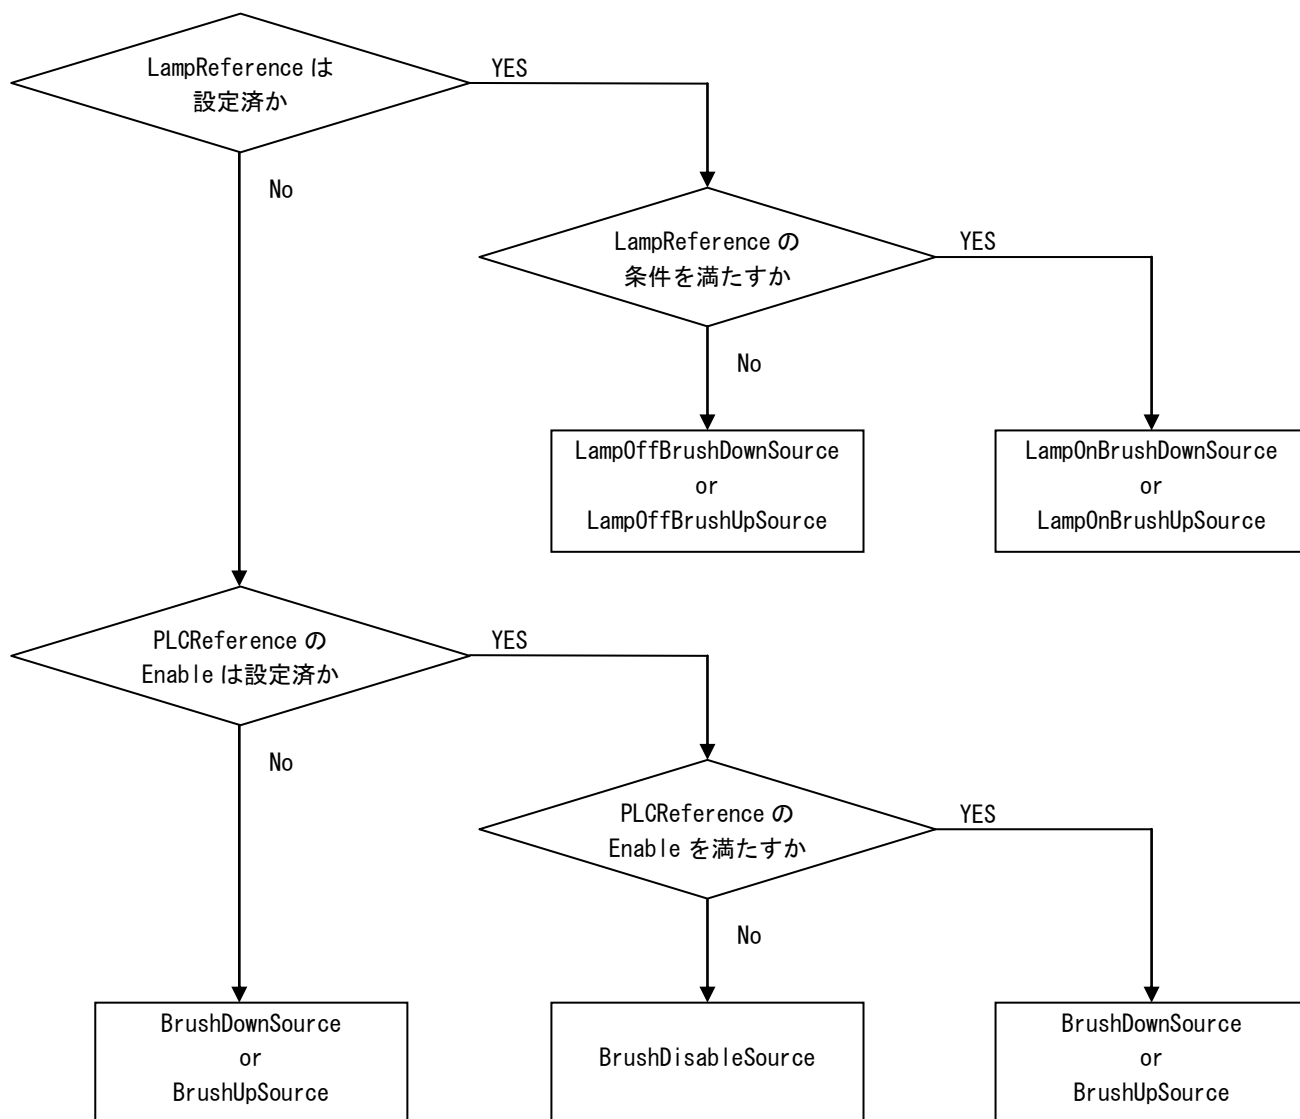 LampReference は
設定済か
YES
No
LampReference の
条件を満たすか
YES
No
LampOffBrushDownSource
or
LampOffBrushUpSource
LampOnBrushDownSource
or
LampOnBrushUpSource
PLCReference の
Enable は設定済か
YES
No
PLCReference の
Enable を満たすか
YES
No
BrushDownSource
or
BrushUpSource
BrushDisableSource
BrushDownSource
or
BrushUpSource